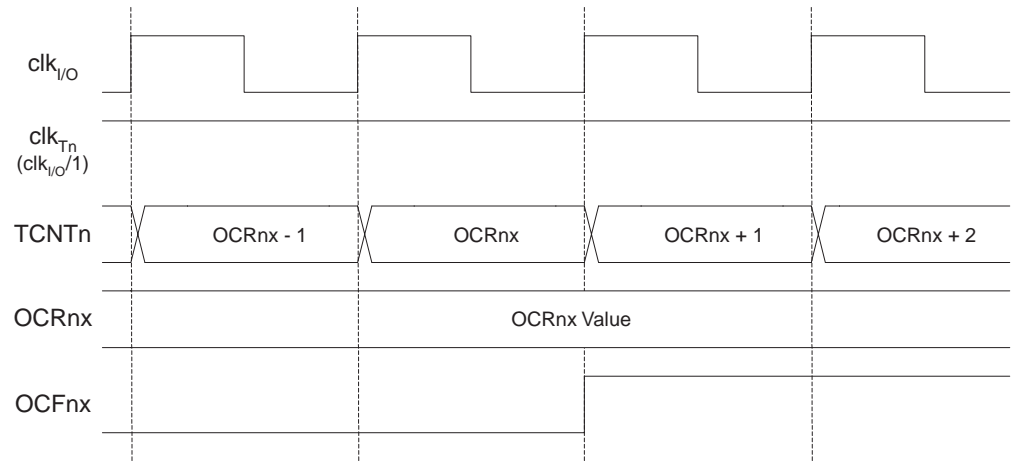 clkI/O
clkTn
(clkI/O/1)
TCNTn OCRnx - 1 OCRnx OCRnx + 1 OCRnx + 2
OCRnx OCRnx Value
OCFnx